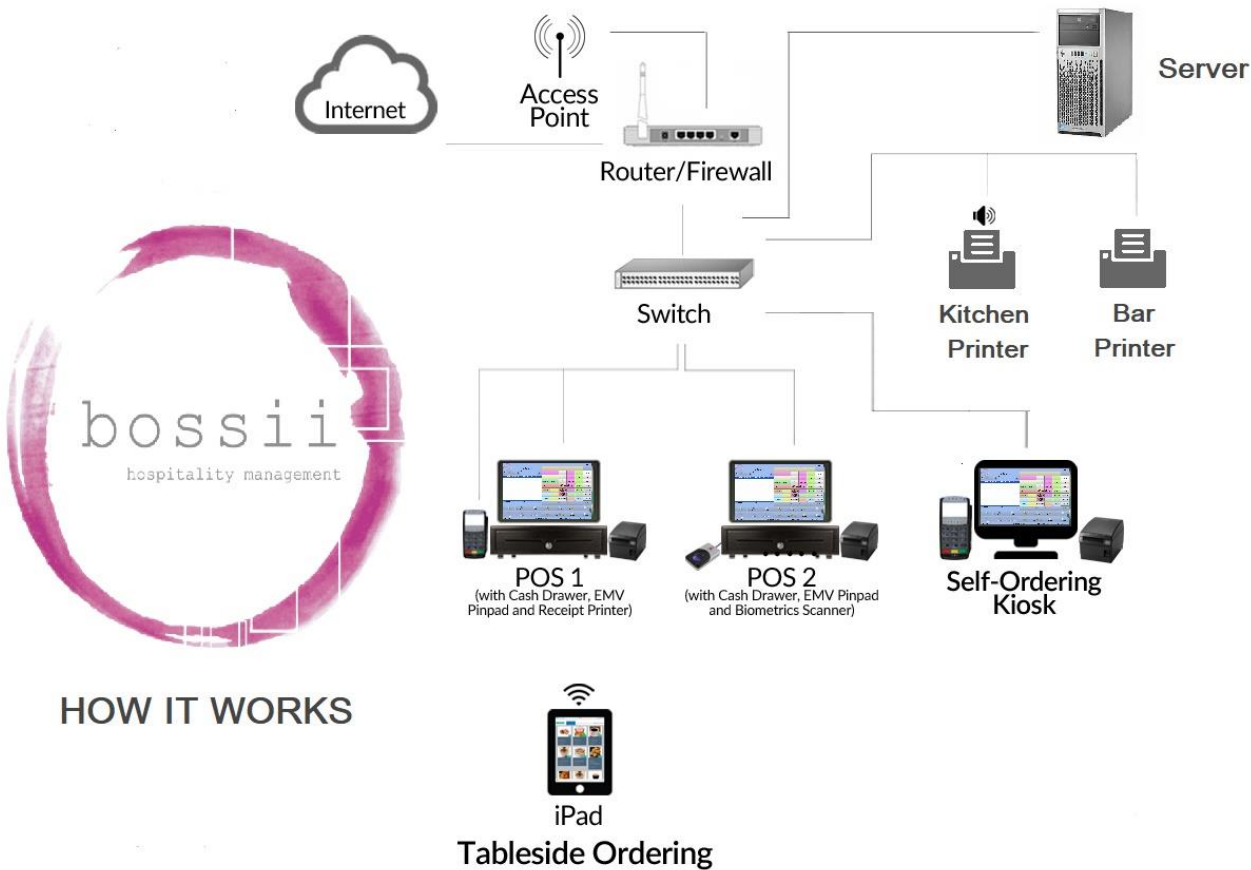 Internet
Access
Point
Router/Firewall
Server
Switch
Kitchen
Printer
Bar
Printer
bossii
hospitality management
POS 1
(with Cash Drawer, EMV
Pinpad and Receipt Printer)
POS 2
(with Cash Drawer, EMV Pinpad
and Biometrics Scanner)
Self-Ordering
Kiosk
HOW IT WORKS
iPad
Tableside Ordering